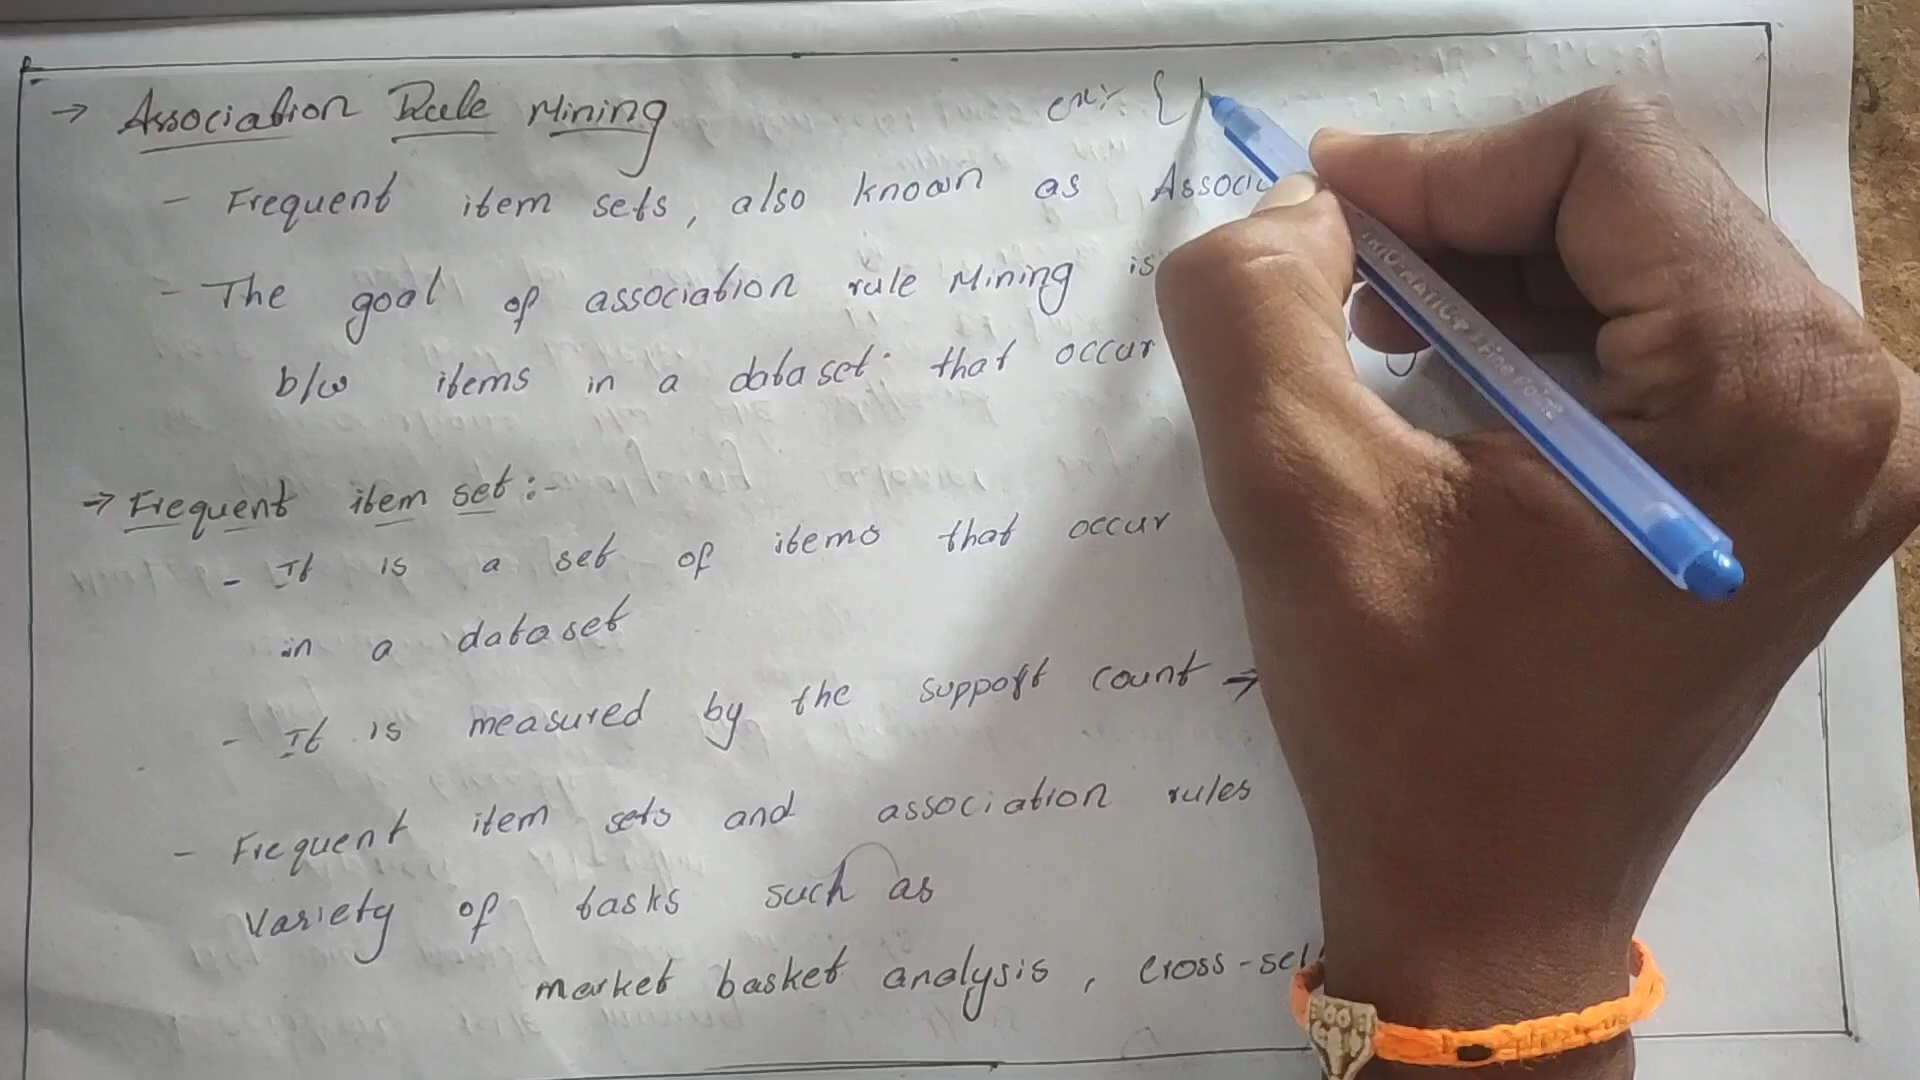 → Association Rule Mining ex:- {
- Frequent item sets, also known as Associ
- The goal of association rule Mining is
b/w items in a dataset that occur
→ Frequent item set :-
- It is a set of items that occur
in a dataset
- It is measured by the support count →
- Frequent item sets and association rules
Variety of tasks such as
market basket analysis, cross-sel